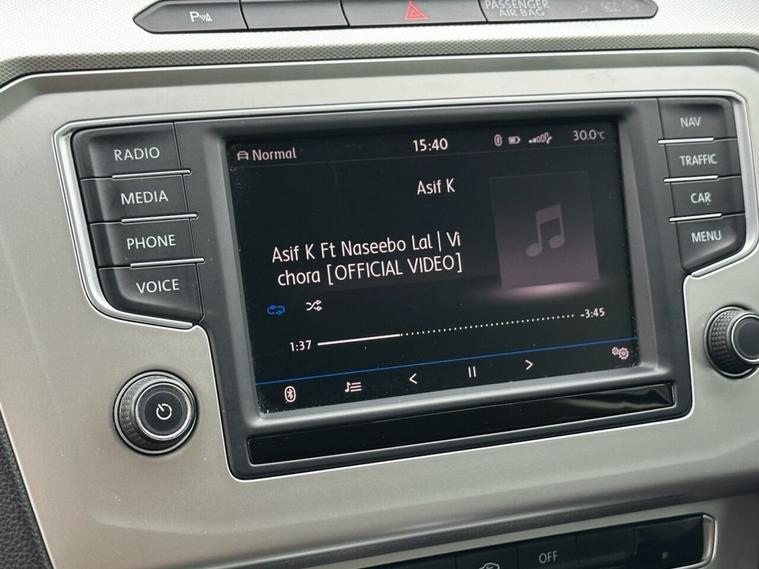 P
PASSENGER
AIR BAG
RADIO
MEDIA
PHONE
VOICE
NAV
TRAFFIC
CAR
MENU
Normal
15:40
30.0°C
Asif K
Asif K Ft Naseebo Lal | Vi
chora [OFFICIAL VIDEO]
1:37
-3:45
OFF